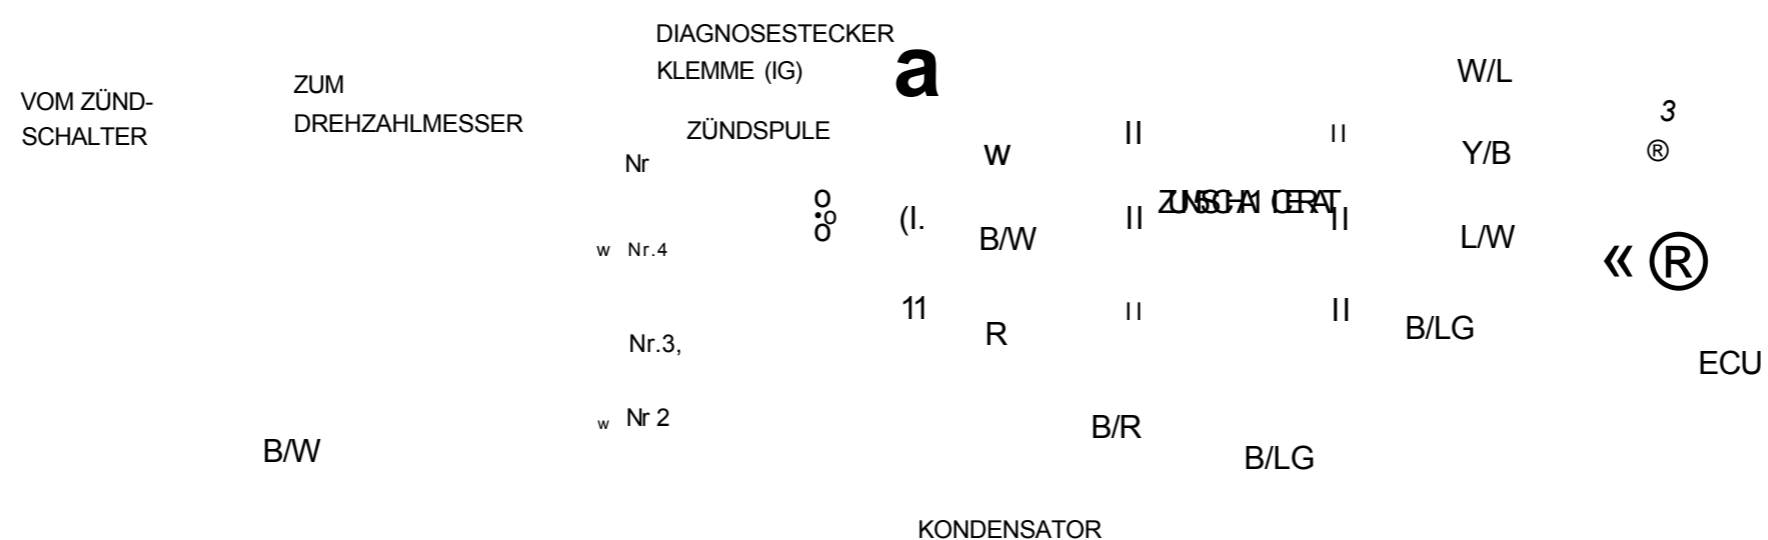 DIAGNOSESTECKER
KLEMME (IG)
a
VOM ZÜND-
SCHALTER
ZUM
DREHZAHLMESSER
ZÜNDSPULE
Nr
w Nr.4
Nr.3,
w Nr 2
B/W
o
•o
o
(I.
11
w
B/W
R
II
II
II
II
II
II
B/R
B/LG
KONDENSATOR
W/L
Y/B
L/W
B/LG
3
®
« ®
ECU